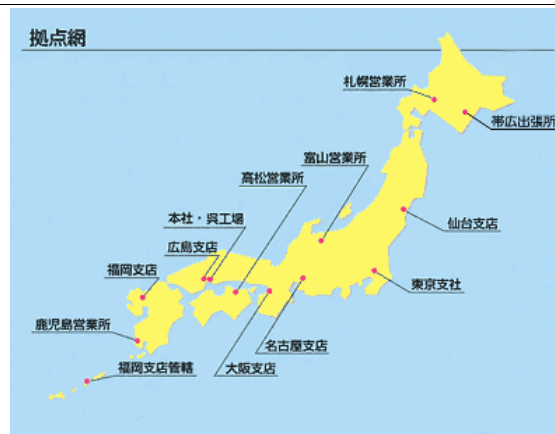 拠点網
札幌営業所
帯広出張所
富山営業所
高松営業所
本社・呉工場
仙台支店
広島支店
福岡支店
東京支社
鹿児島営業所
名古屋支店
福岡支店管轄
大阪支店